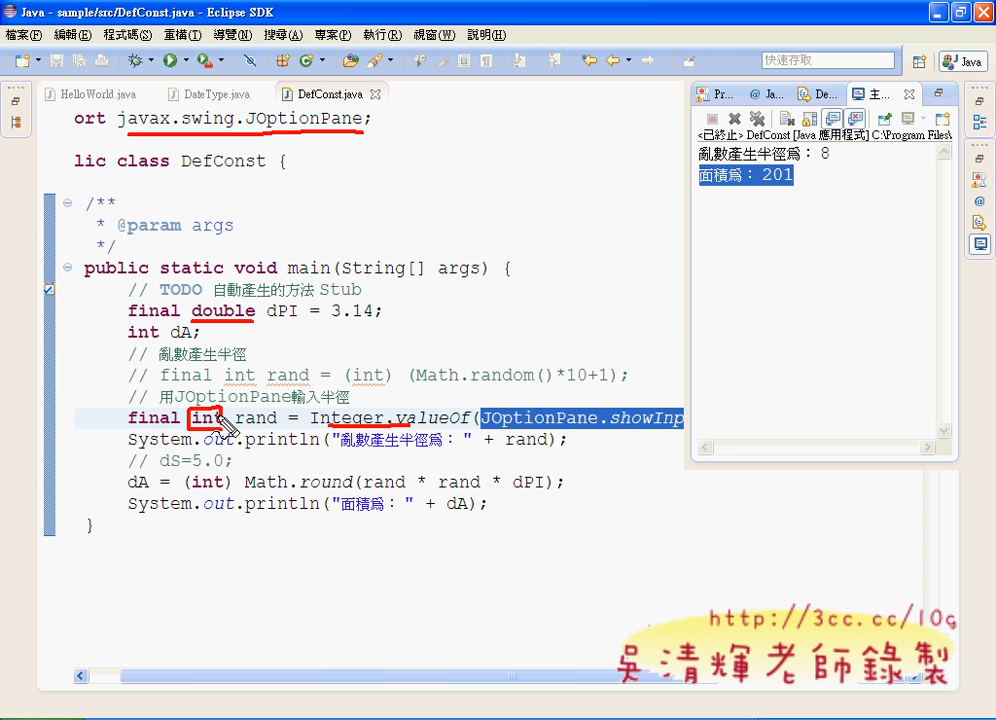 Java - sample/src/DefConst.java - Eclipse SDK
檔案(F) 編輯(E) 程式碼(S) 重構(T) 導覽(N) 搜尋(A) 專案(P) 執行(R) 視窗(W) 說明(H)
快速存取
Java
HelloWorld.java DateType.java DefConst.java
Pr... Ja... De... 主...
<已終止> DefConst [Java 應用程式] C:\Program Files\
亂數產生半徑為： 8
面積為： 201
ort javax.swing.JOptionPane;
lic class DefConst {
/**
* @param args
*/
public static void main(String[] args) {
// TODO 自動產生的方法 Stub
final double dPI = 3.14;
int dA;
// 亂數產生半徑
// final int rand = (int) (Math.random()*10+1);
// 用JOptionPane輸入半徑
final int rand = Integer.valueOf(JOptionPane.showInp
System.out.println("亂數產生半徑為：" + rand);
// dS=5.0;
dA = (int) Math.round(rand * rand * dPI);
System.out.println("面積為：" + dA);
}
http://3cc.cc/10g
吳清輝老師錄製